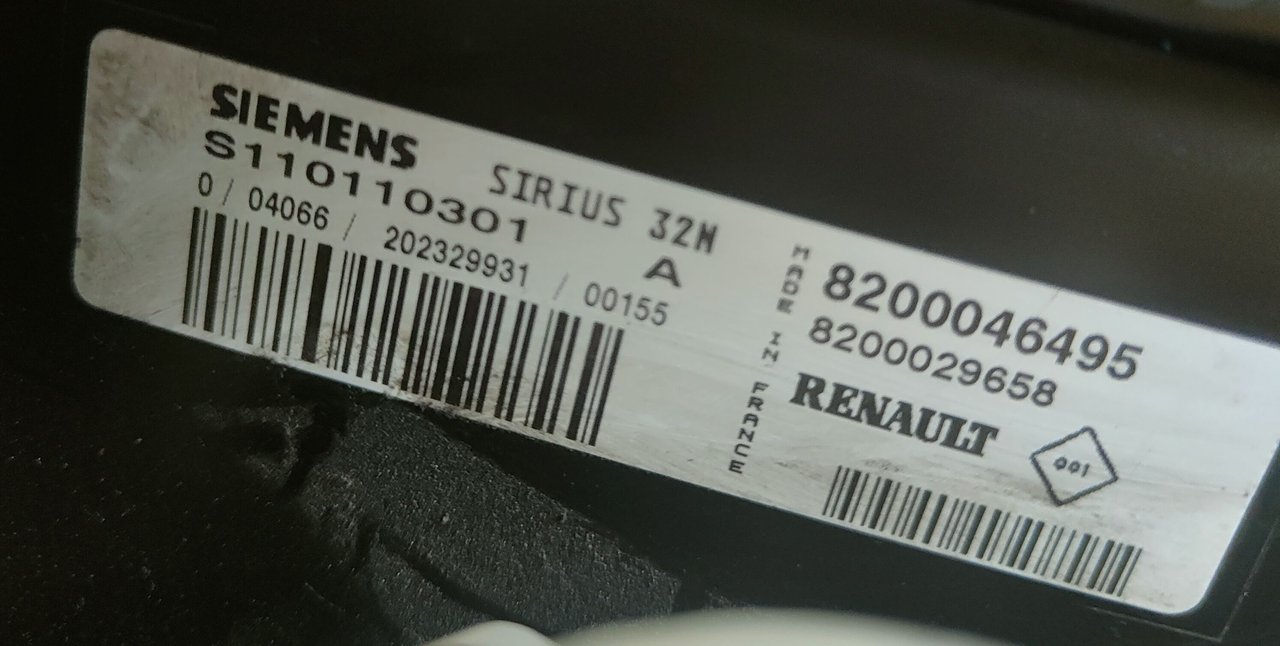 SIEMENS
SIRIUS 32N
S110110301
A
0 / 04066 / 202329931 / 00155
MADE IN FRANCE
8200046495
8200029658
RENAULT
001